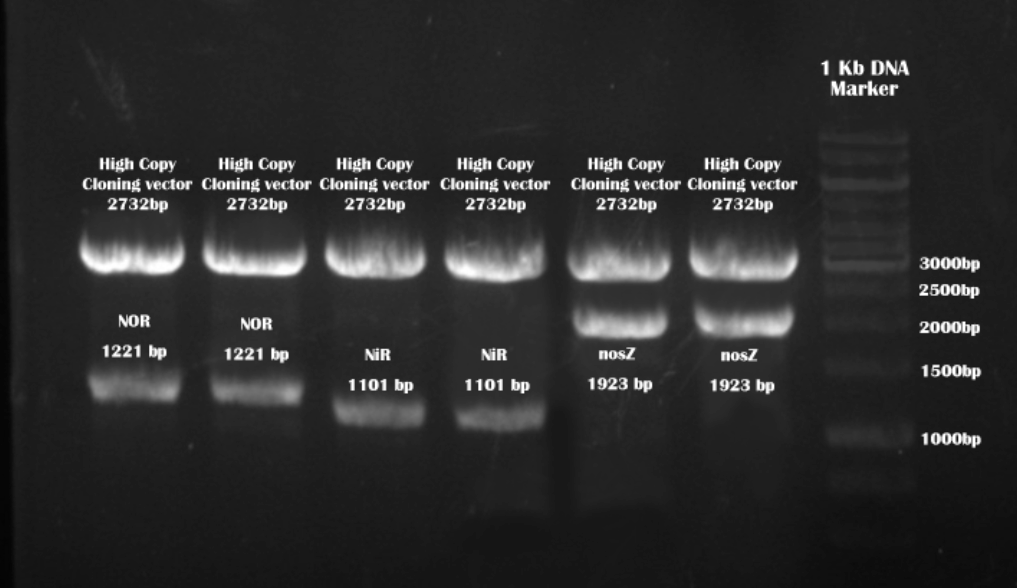 1 Kb DNA
Marker
High Copy
Cloning vector
2732bp
High Copy
Cloning vector
2732bp
High Copy
Cloning vector
2732bp
High Copy
Cloning vector
2732bp
High Copy
Cloning vector
2732bp
High Copy
Cloning vector
2732bp
3000bp
2500bp
2000bp
1500bp
1000bp
NOR
1221 bp
NOR
1221 bp
NiR
1101 bp
NiR
1101 bp
nosZ
1923 bp
nosZ
1923 bp